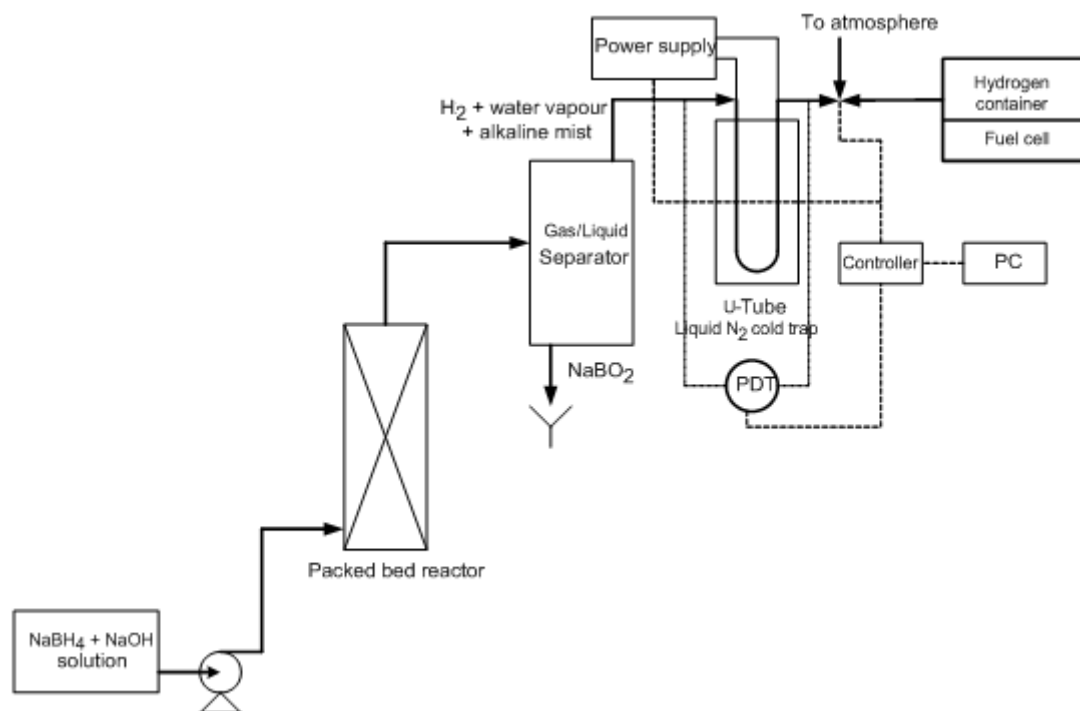 To atmosphere
Power supply
Hydrogen
container
Fuel cell
H2 + water vapour
+ alkaline mist
Gas/Liquid
Separator
Controller
PC
U-Tube
Liquid N2 cold trap
NaBO2
PDT
Packed bed reactor
NaBH4 + NaOH
solution